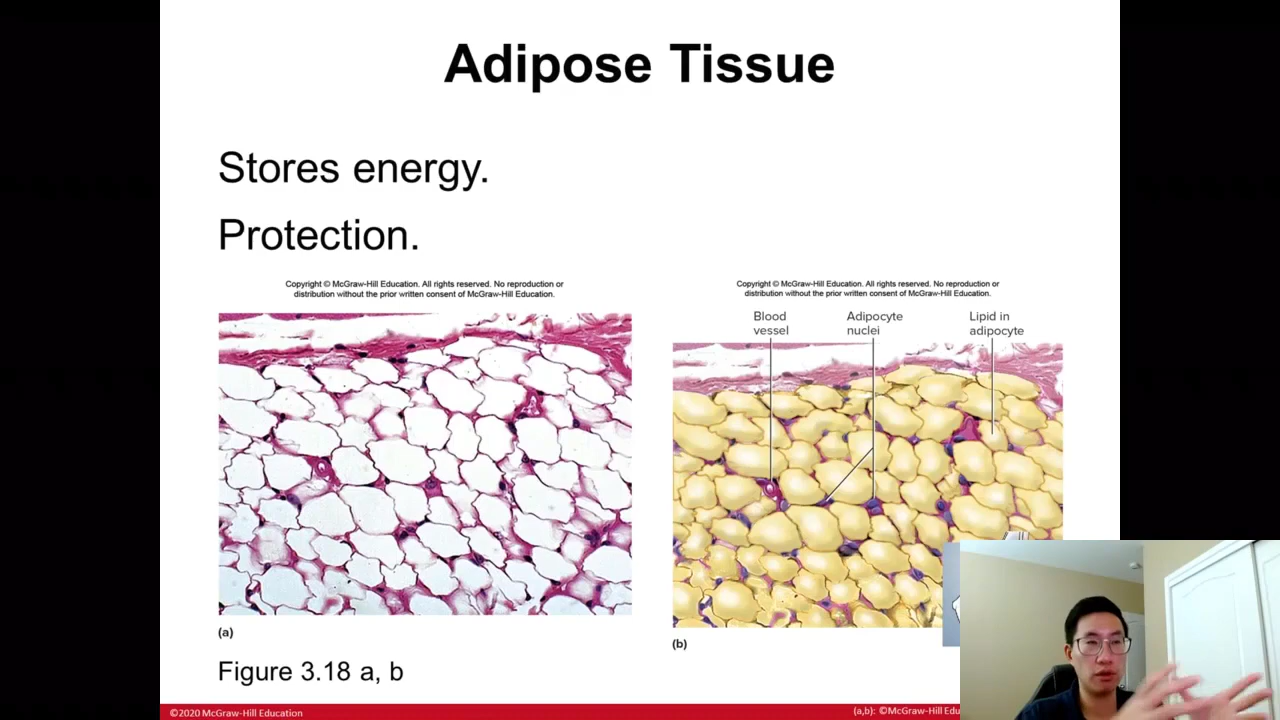 Adipose Tissue
Stores energy.
Protection.
Copyright © McGraw-Hill Education. All rights reserved. No reproduction or
distribution without the prior written consent of McGraw-Hill Education.
(a)
Copyright © McGraw-Hill Education. All rights reserved. No reproduction or
distribution without the prior written consent of McGraw-Hill Education.
Blood
vessel
Adipocyte
nuclei
Lipid in
adipocyte
(b)
Figure 3.18 a, b
©2020 McGraw-Hill Education
(a,b): ©McGraw-Hill Edu